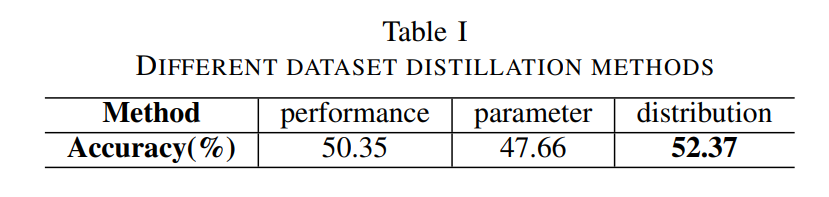 Table I
DIFFERENT DATASET DISTILLATION METHODS
Method performance parameter distribution
Accuracy(%) 50.35 47.66 52.37